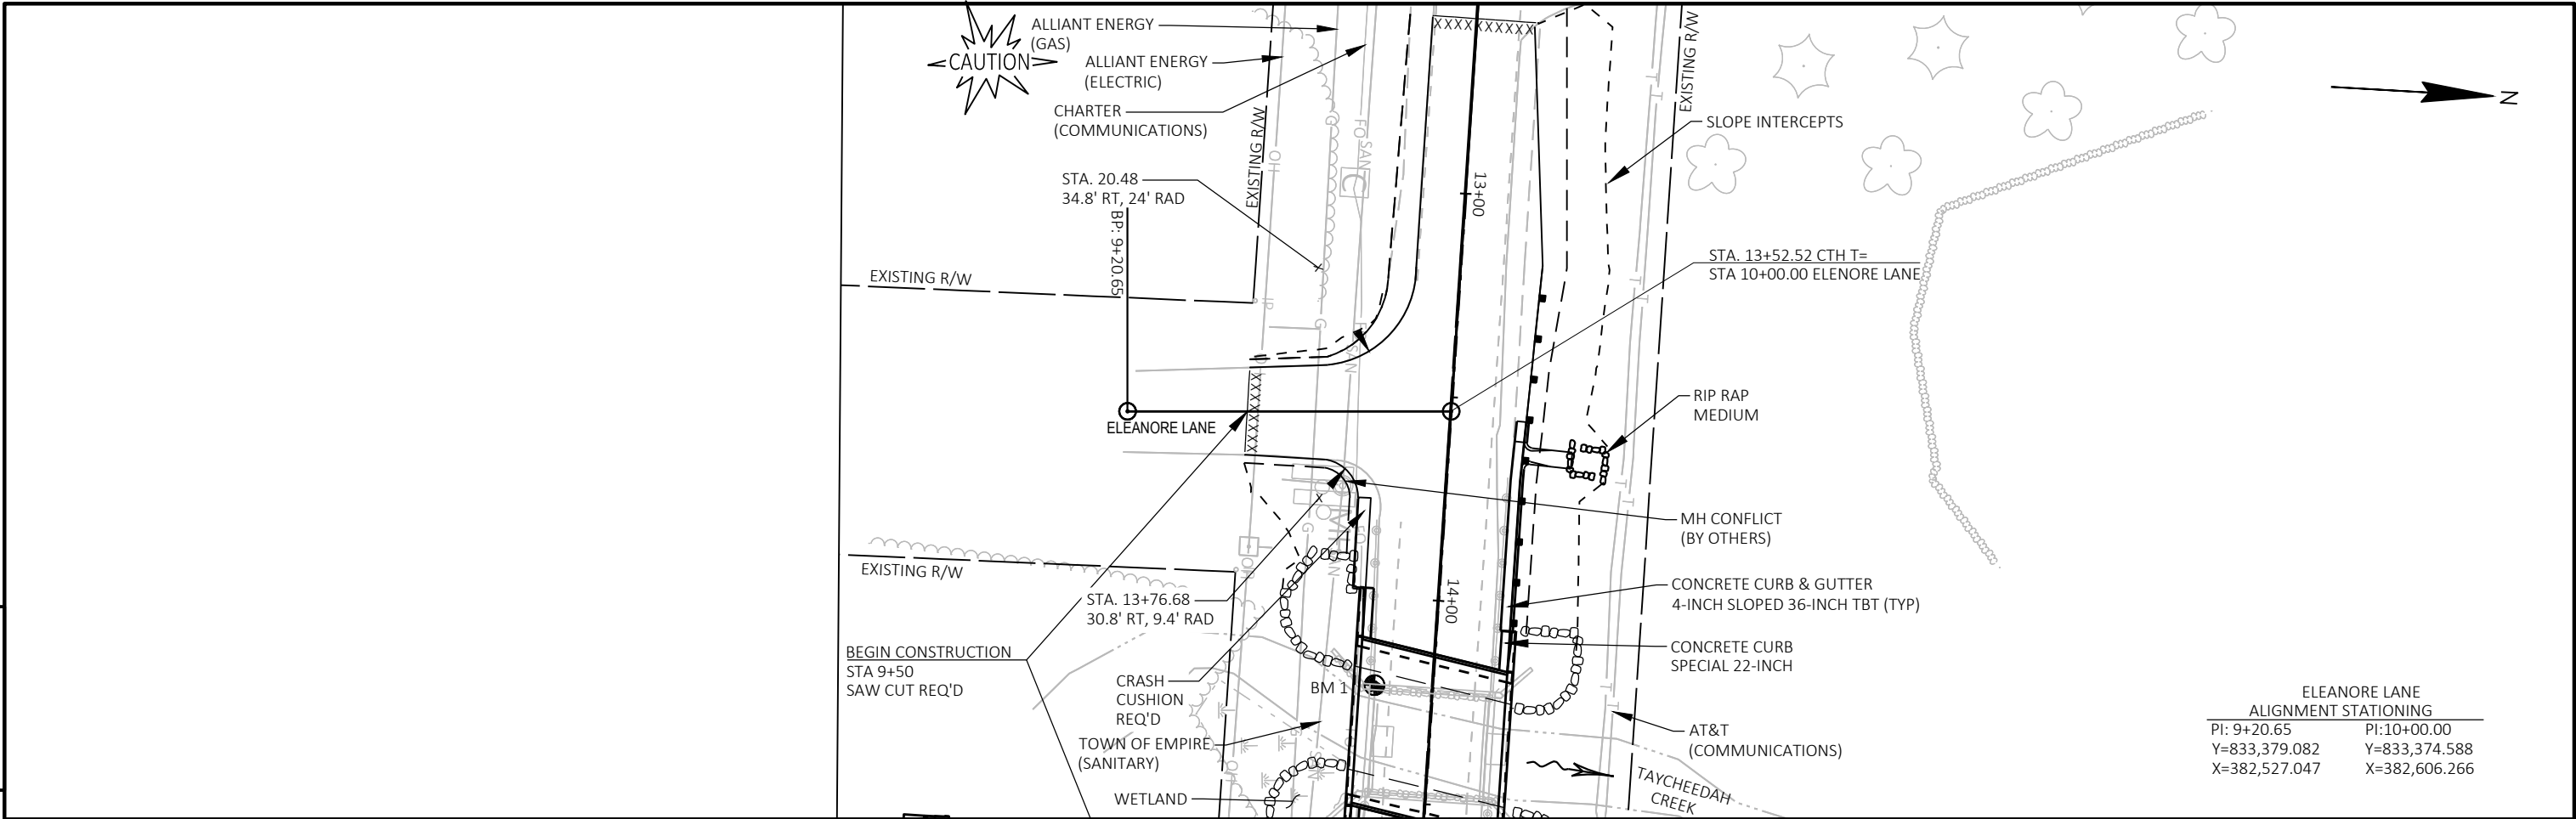 ALLIANT ENERGY
(GAS)
CAUTION
ALLIANT ENERGY
(ELECTRIC)
CHARTER
(COMMUNICATIONS)
STA. 20.48
34.8' RT, 24' RAD
BP: 9+20.65
EXISTING R/W
EXISTING R/W
EXISTING R/W
OH
G
FO
SAN
C
13+00
XXXXXXXXXX
SLOPE INTERCEPTS
N
STA. 13+52.52 CTH T=
STA 10+00.00 ELENORE LANE
IP
G
XXXXXXXX
ELEANORE LANE
RIP RAP
MEDIUM
EXISTING R/W
MH CONFLICT
(BY OTHERS)
STA. 13+76.68
30.8' RT, 9.4' RAD
14+00
CONCRETE CURB & GUTTER
4-INCH SLOPED 36-INCH TBT (TYP)
CONCRETE CURB
SPECIAL 22-INCH
BEGIN CONSTRUCTION
STA 9+50
SAW CUT REQ'D
CRASH
CUSHION
REQ'D
BM 1
TOWN OF EMPIRE
(SANITARY)
WETLAND
AT&T
(COMMUNICATIONS)
TAYCHEEDAH
CREEK
ELEANORE LANE
ALIGNMENT STATIONING
PI: 9+20.65 PI:10+00.00
Y=833,379.082 Y=833,374.588
X=382,527.047 X=382,606.266